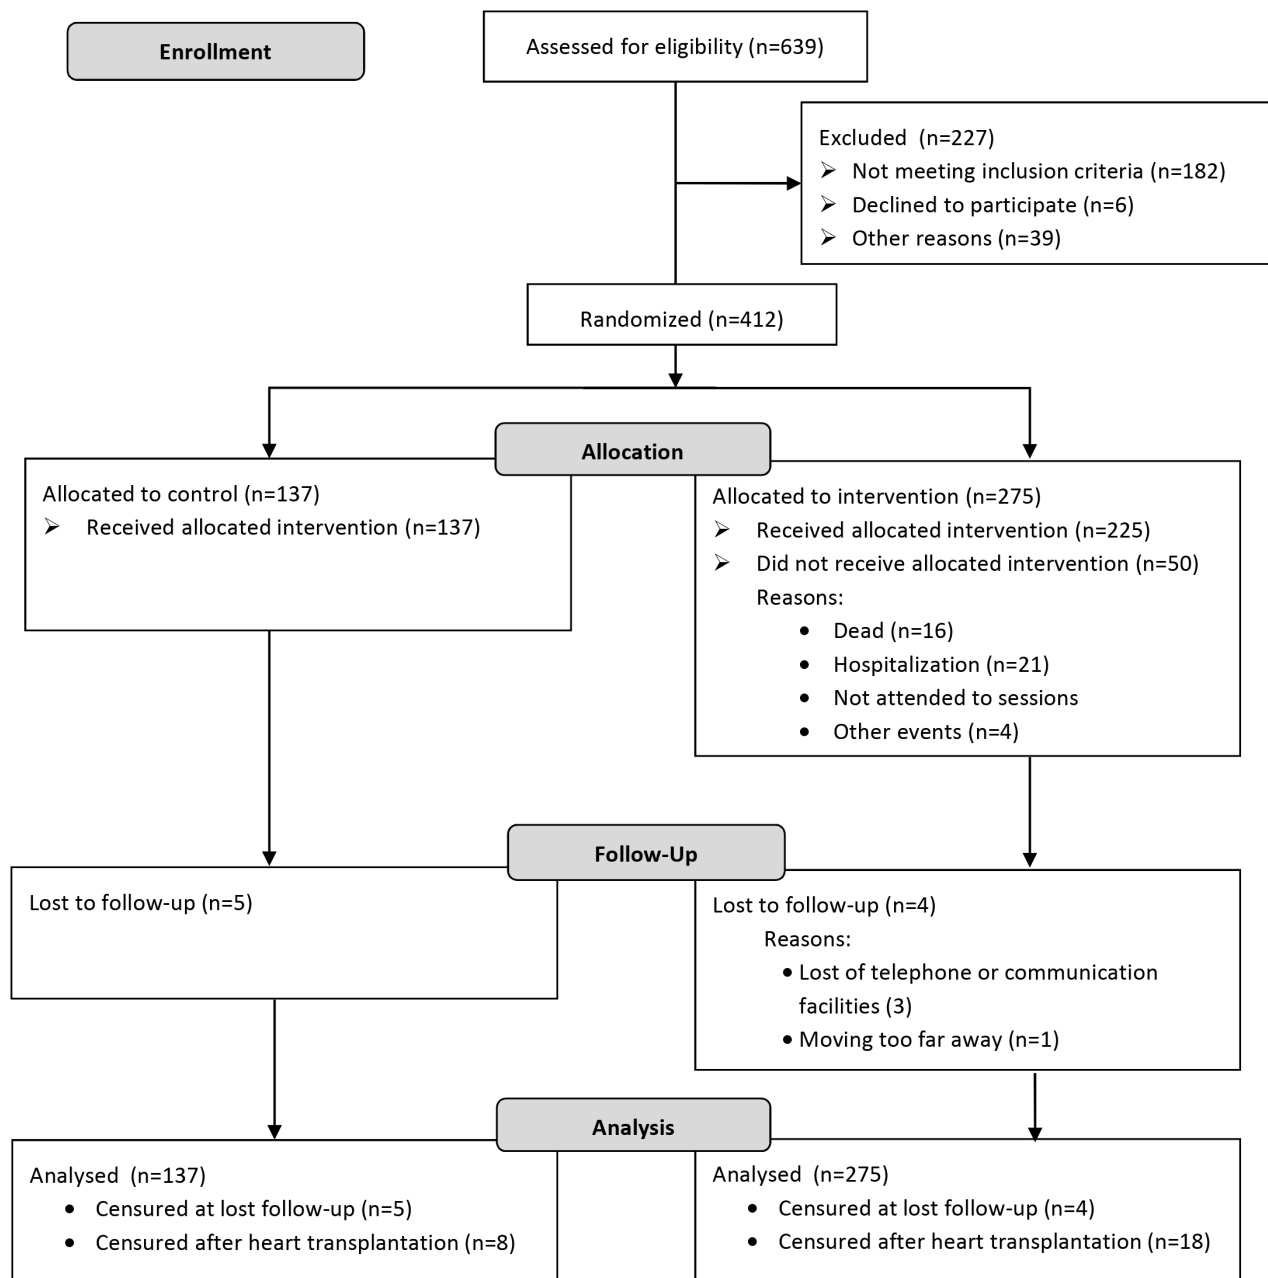 Enrollment
Assessed for eligibility (n=639)
Excluded (n=227)
➢ Not meeting inclusion criteria (n=182)
➢ Declined to participate (n=6)
➢ Other reasons (n=39)
Randomized (n=412)
Allocation
Allocated to control (n=137)
➢ Received allocated intervention (n=137)
Allocated to intervention (n=275)
➢ Received allocated intervention (n=225)
➢ Did not receive allocated intervention (n=50)
Reasons:
• Dead (n=16)
• Hospitalization (n=21)
• Not attended to sessions
• Other events (n=4)
Follow-Up
Lost to follow-up (n=5)
Lost to follow-up (n=4)
Reasons:
• Lost of telephone or communication
facilities (3)
• Moving too far away (n=1)
Analysis
Analysed (n=137)
• Censured at lost follow-up (n=5)
• Censured after heart transplantation (n=8)
Analysed (n=275)
• Censured at lost follow-up (n=4)
• Censured after heart transplantation (n=18)